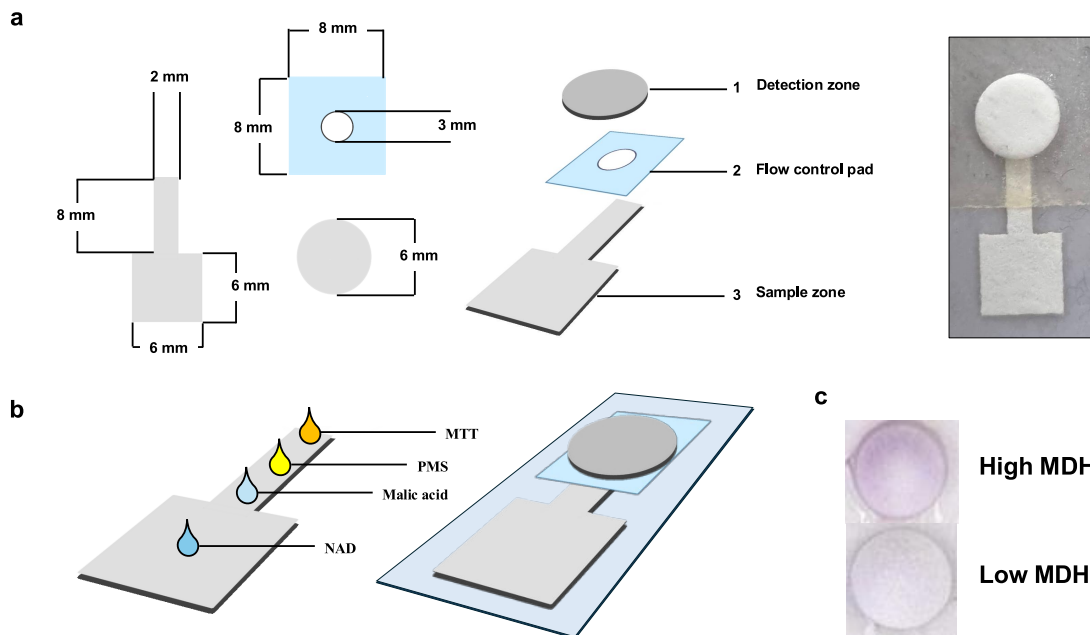 a
8 mm
2 mm
8 mm
3 mm
8 mm
6 mm
6 mm
6 mm
1 Detection zone
2 Flow control pad
3 Sample zone
b
MTT
PMS
Malic acid
NAD
c
High MDH
Low MDH